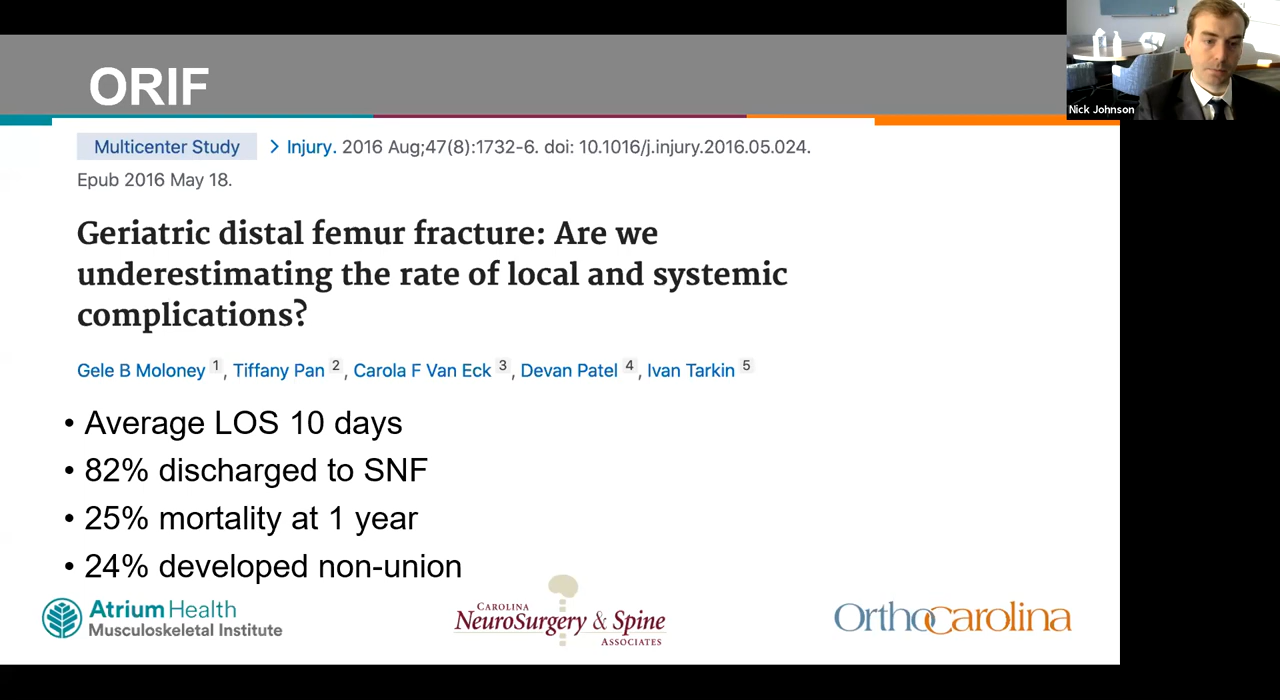 ORIF
Nick Johnson
Multicenter Study > Injury. 2016 Aug;47(8):1732-6. doi: 10.1016/j.injury.2016.05.024.
Epub 2016 May 18.
Geriatric distal femur fracture: Are we
underestimating the rate of local and systemic
complications?
Gele B Moloney 1, Tiffany Pan 2, Carola F Van Eck 3, Devan Patel 4, Ivan Tarkin 5
• Average LOS 10 days
• 82% discharged to SNF
• 25% mortality at 1 year
• 24% developed non-union
Atrium Health
Musculoskeletal Institute
CAROLINA
NEUROSURGERY & SPINE
ASSOCIATES
OrthoCarolina